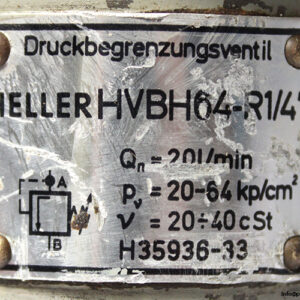 Druckbegrenzungsventil
HELLER HVBH64-R1/4"
Qn = 20l/min
pv = 20-64 kp/cm²
ν = 20÷40 cSt
H35936-33
A
B